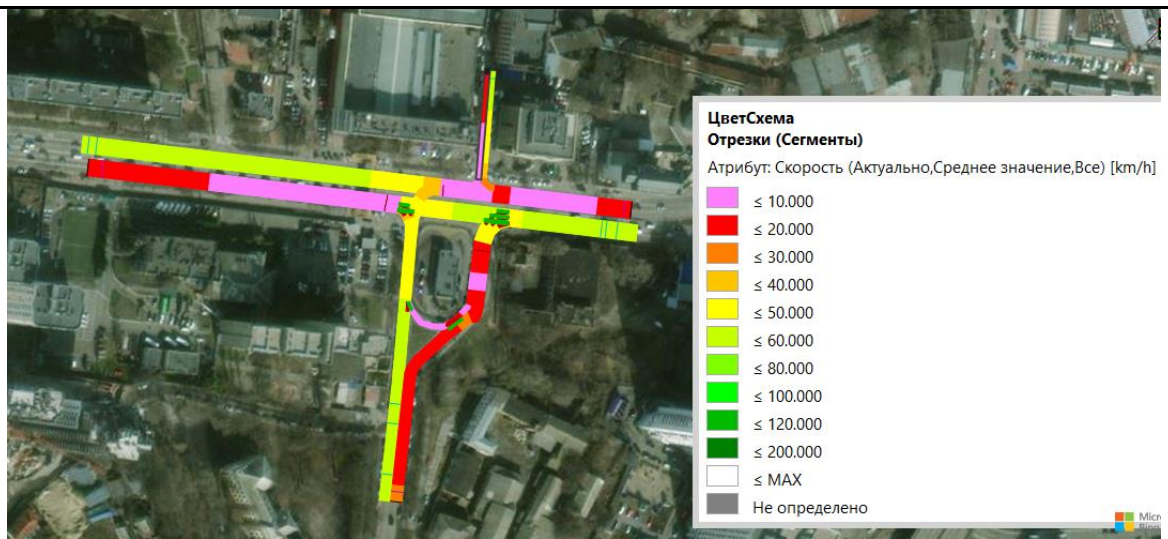 ЦветСхема
Отрезки (Сегменты)
Атрибут: Скорость (Актуально,Среднее значение,Все) [km/h]
≤ 10.000
≤ 20.000
≤ 30.000
≤ 40.000
≤ 50.000
≤ 60.000
≤ 80.000
≤ 100.000
≤ 120.000
≤ 200.000
≤ MAX
Не определено
Micr